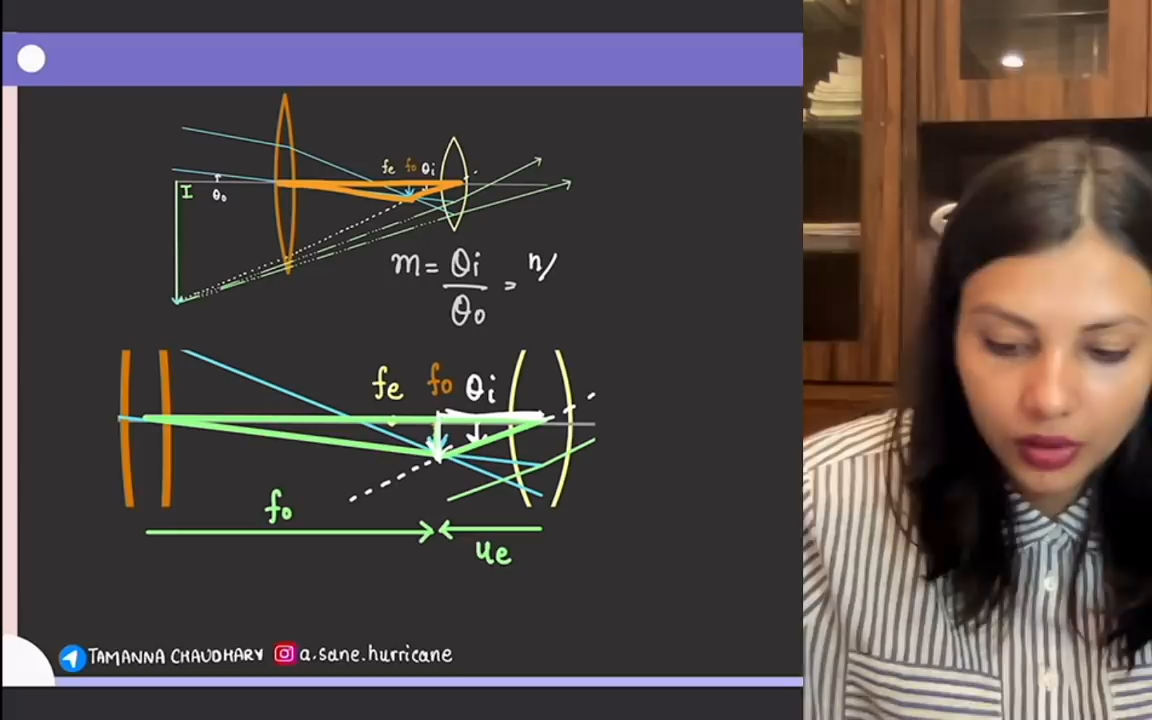 fe fo θi
I
θo
m = θi/θo = h/
fe fo θi
fo
ue
TAMANNA CHAUDHARY a.sane.hurricane